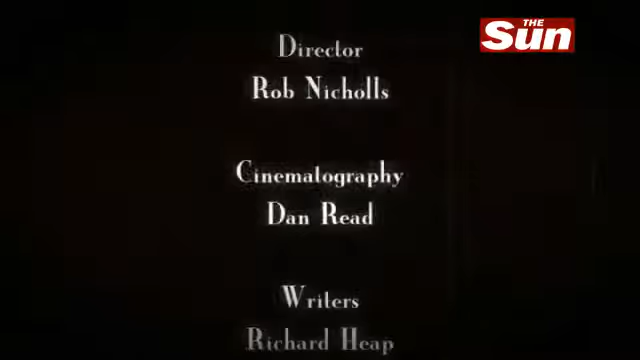 THE
Sun
Director
Rob Nicholls
Cinematography
Dan Read
Writers
Richard Heap